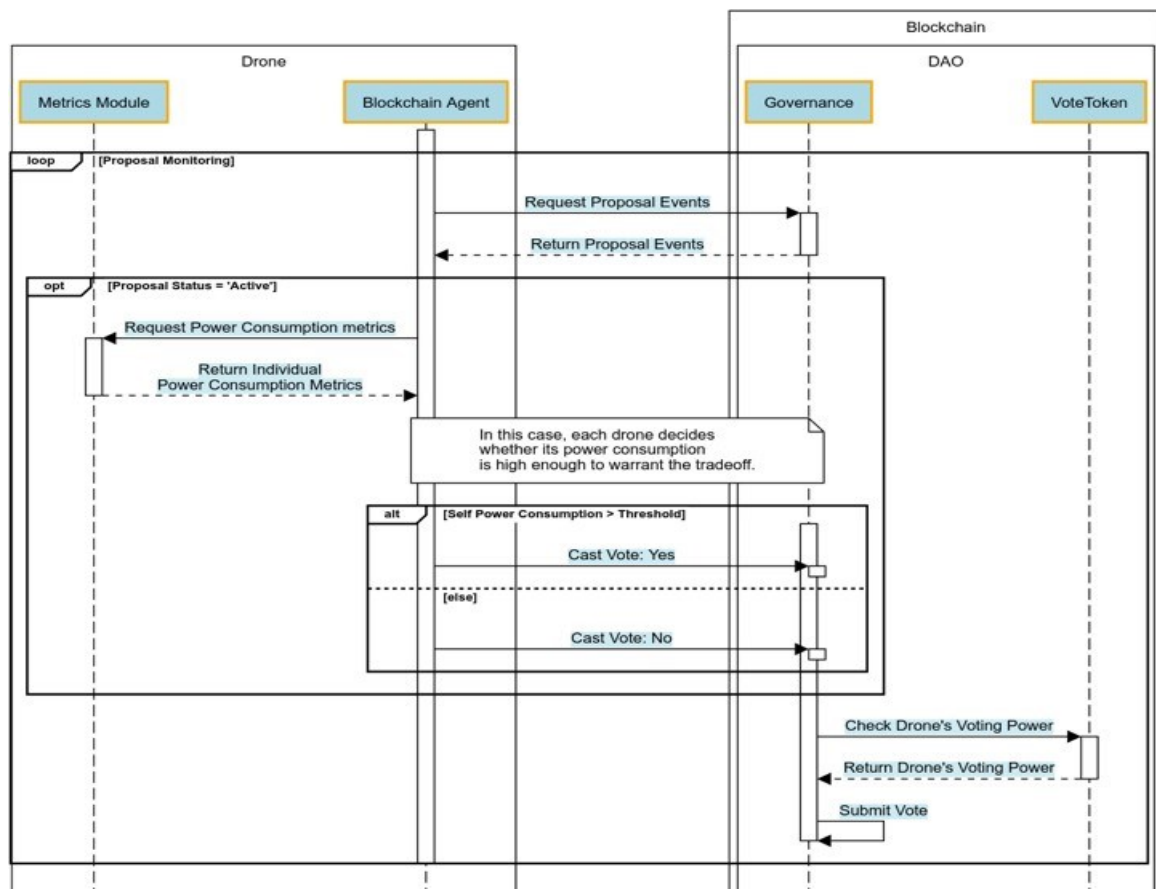 Blockchain
Drone
DAO
Metrics Module
Blockchain Agent
Governance
VoteToken
loop
[Proposal Monitoring]
Request Proposal Events
Return Proposal Events
opt
[Proposal Status = 'Active']
Request Power Consumption metrics
Return Individual
Power Consumption Metrics
In this case, each drone decides
whether its power consumption
is high enough to warrant the tradeoff.
alt
[Self Power Consumption > Threshold]
Cast Vote: Yes
[else]
Cast Vote: No
Check Drone's Voting Power
Return Drone's Voting Power
Submit Vote